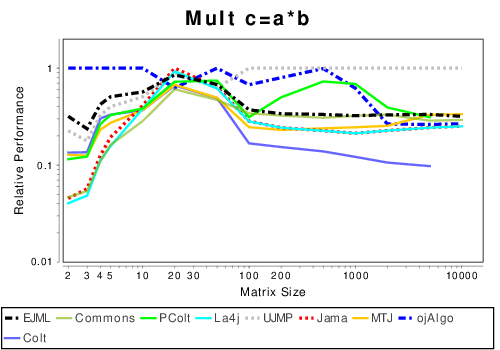 Mult c=a*b
Relative Performance
1
0.1
0.01
2 3 4 5 10 20 30 100 200 1000 10000
Matrix Size
EJML Commons PColt La4j UJMP Jama MTJ ojAlgo
Colt